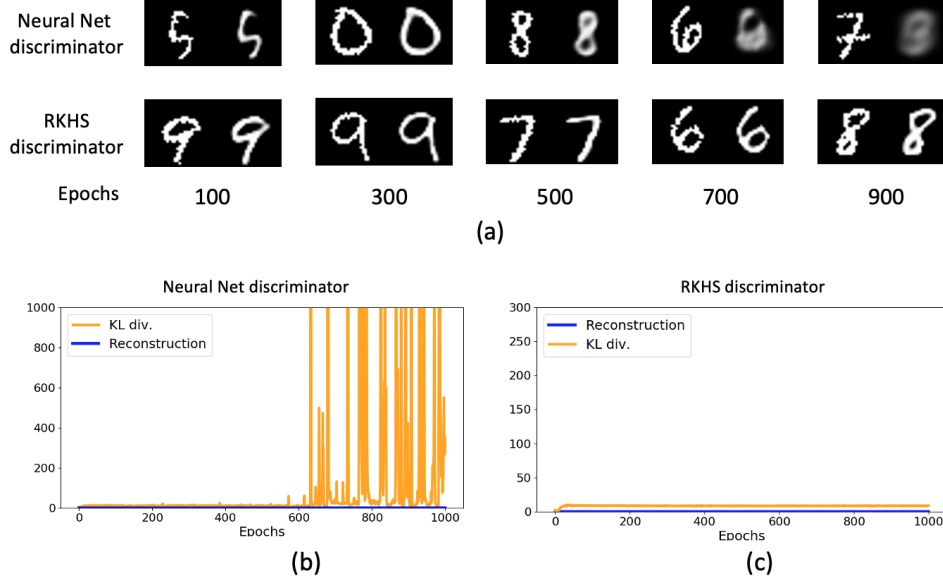 Neural Net
discriminator
RKHS
discriminator
Epochs 100 300 500 700 900
(a)
Neural Net discriminator
1000
800
600
400
200
0
KL div.
Reconstruction
0 200 400 600 800 1000
Epochs
(b)
RKHS discriminator
300
250
200
150
100
50
0
Reconstruction
KL div.
0 200 400 600 800 1000
Epochs
(c)